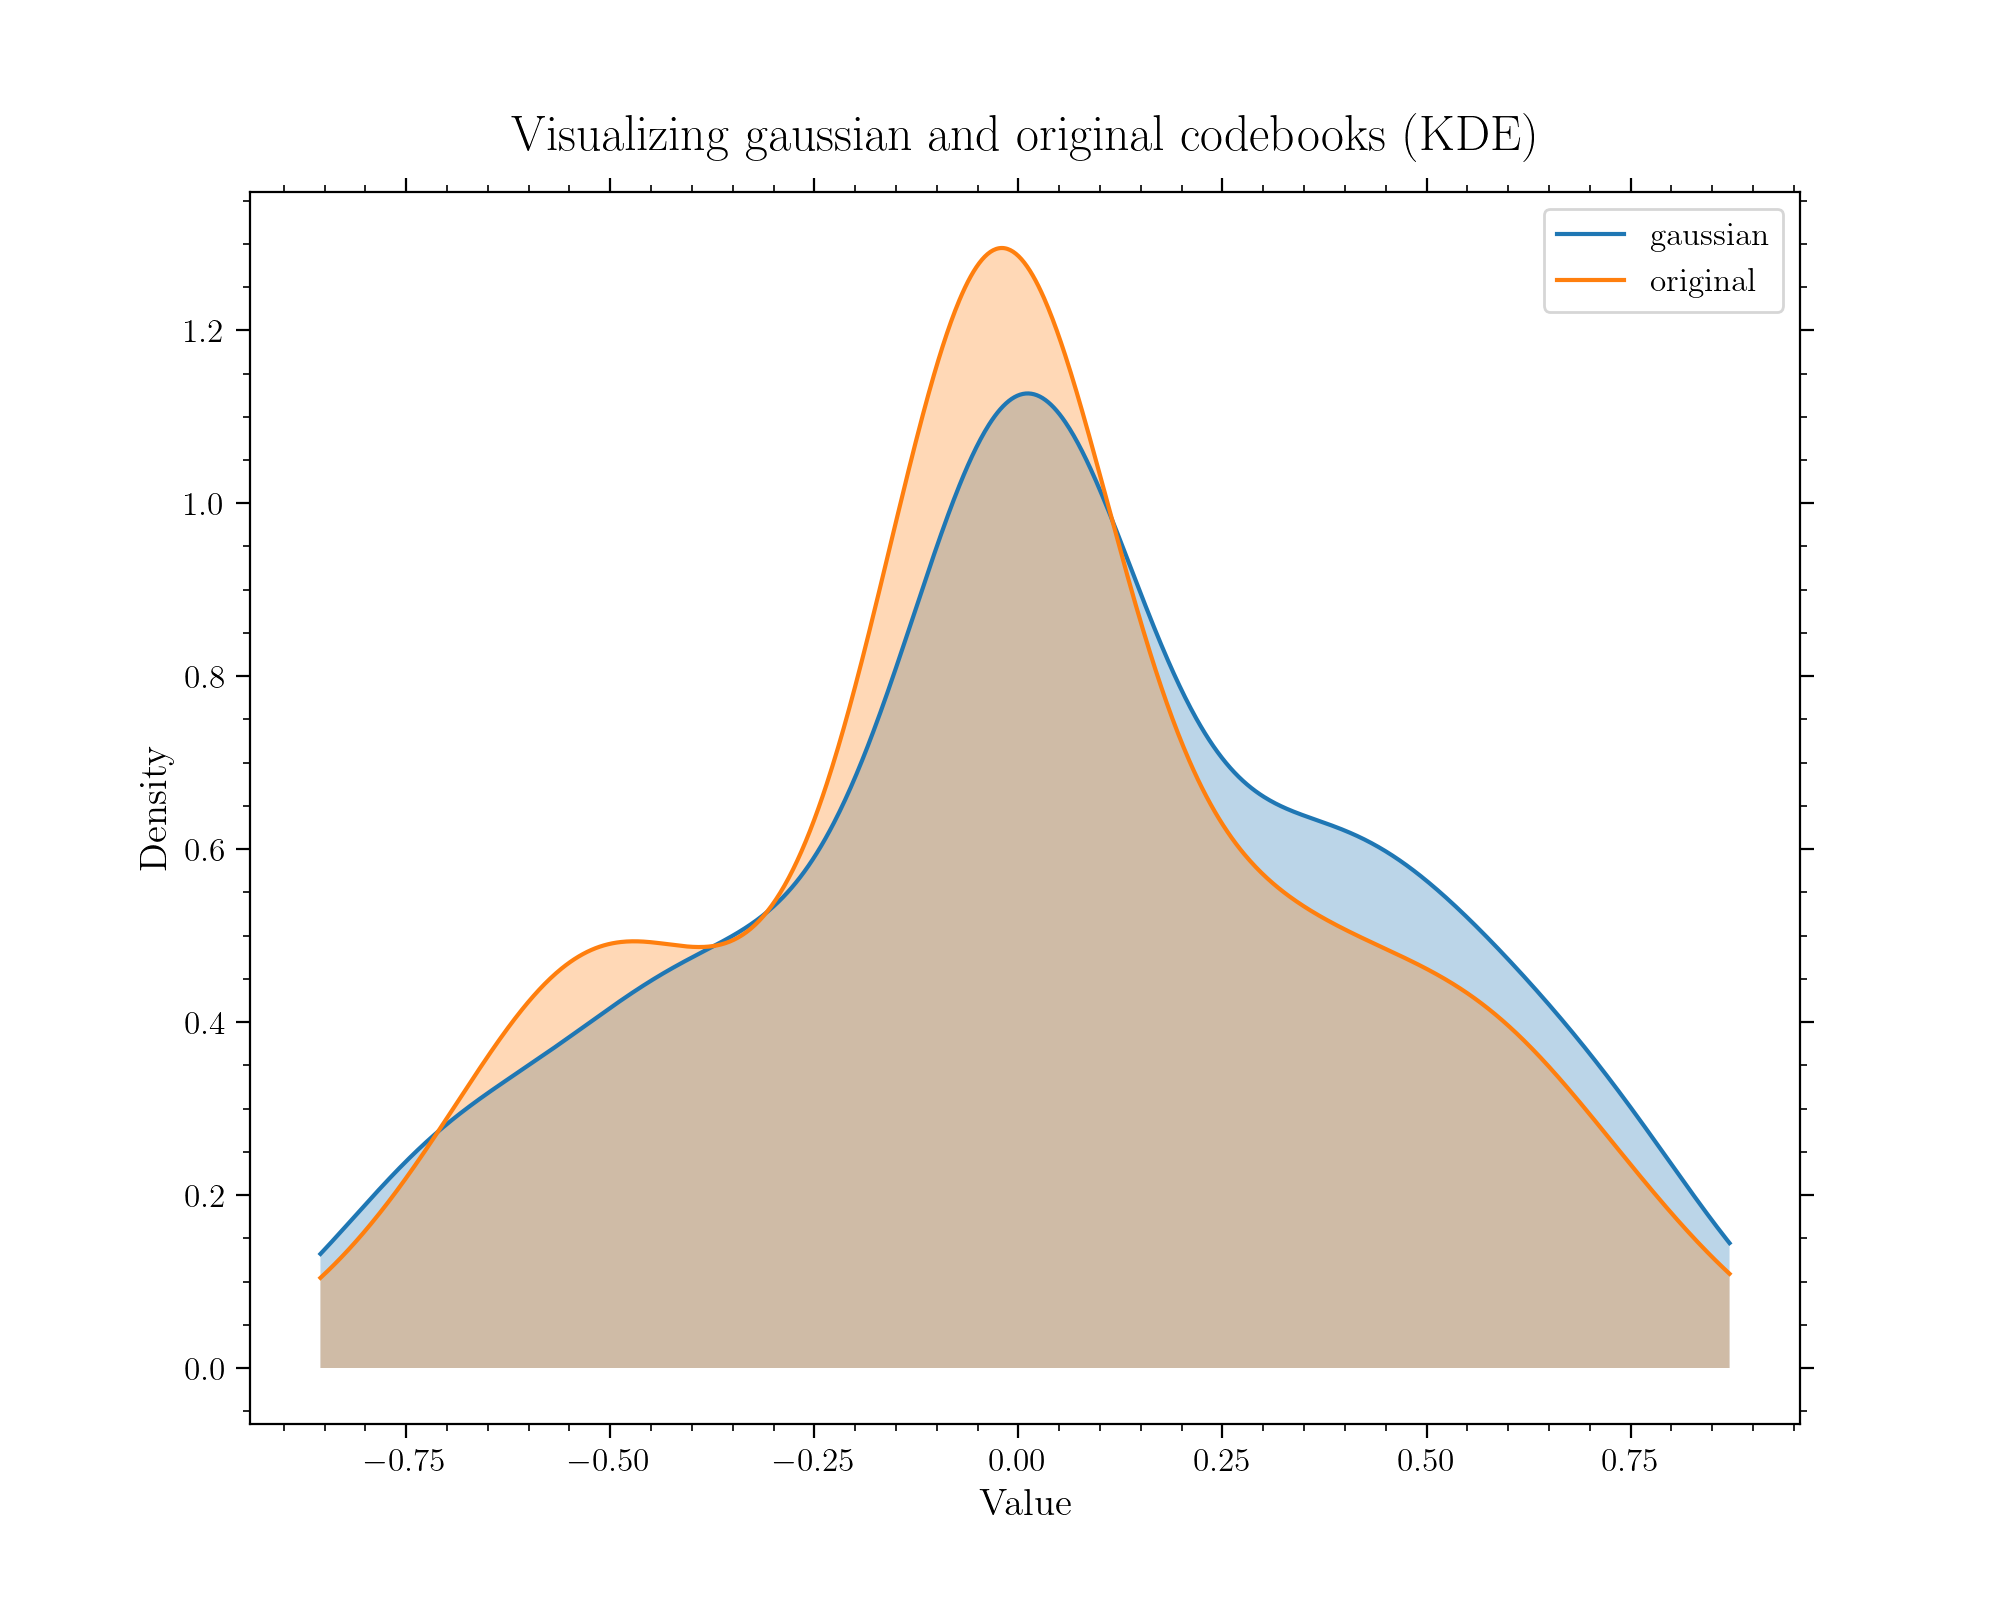 Visualizing gaussian and original codebooks (KDE)
gaussian
original
1.2
1.0
0.8
0.6
0.4
0.2
0.0
Density
−0.75 −0.50 −0.25 0.00 0.25 0.50 0.75
Value